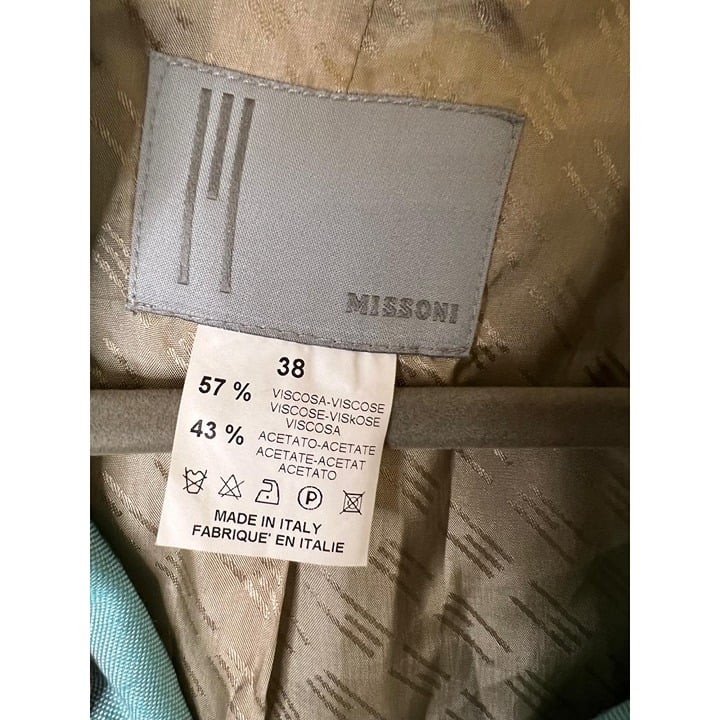 MISSONI
38
57 % VISCOSA-VISCOSE
VISCOSE-VISkOSE
VISCOSA
43 % ACETATO-ACETATE
ACETATE-ACETAT
ACETATO
P
MADE IN ITALY
FABRIQUE' EN ITALIE